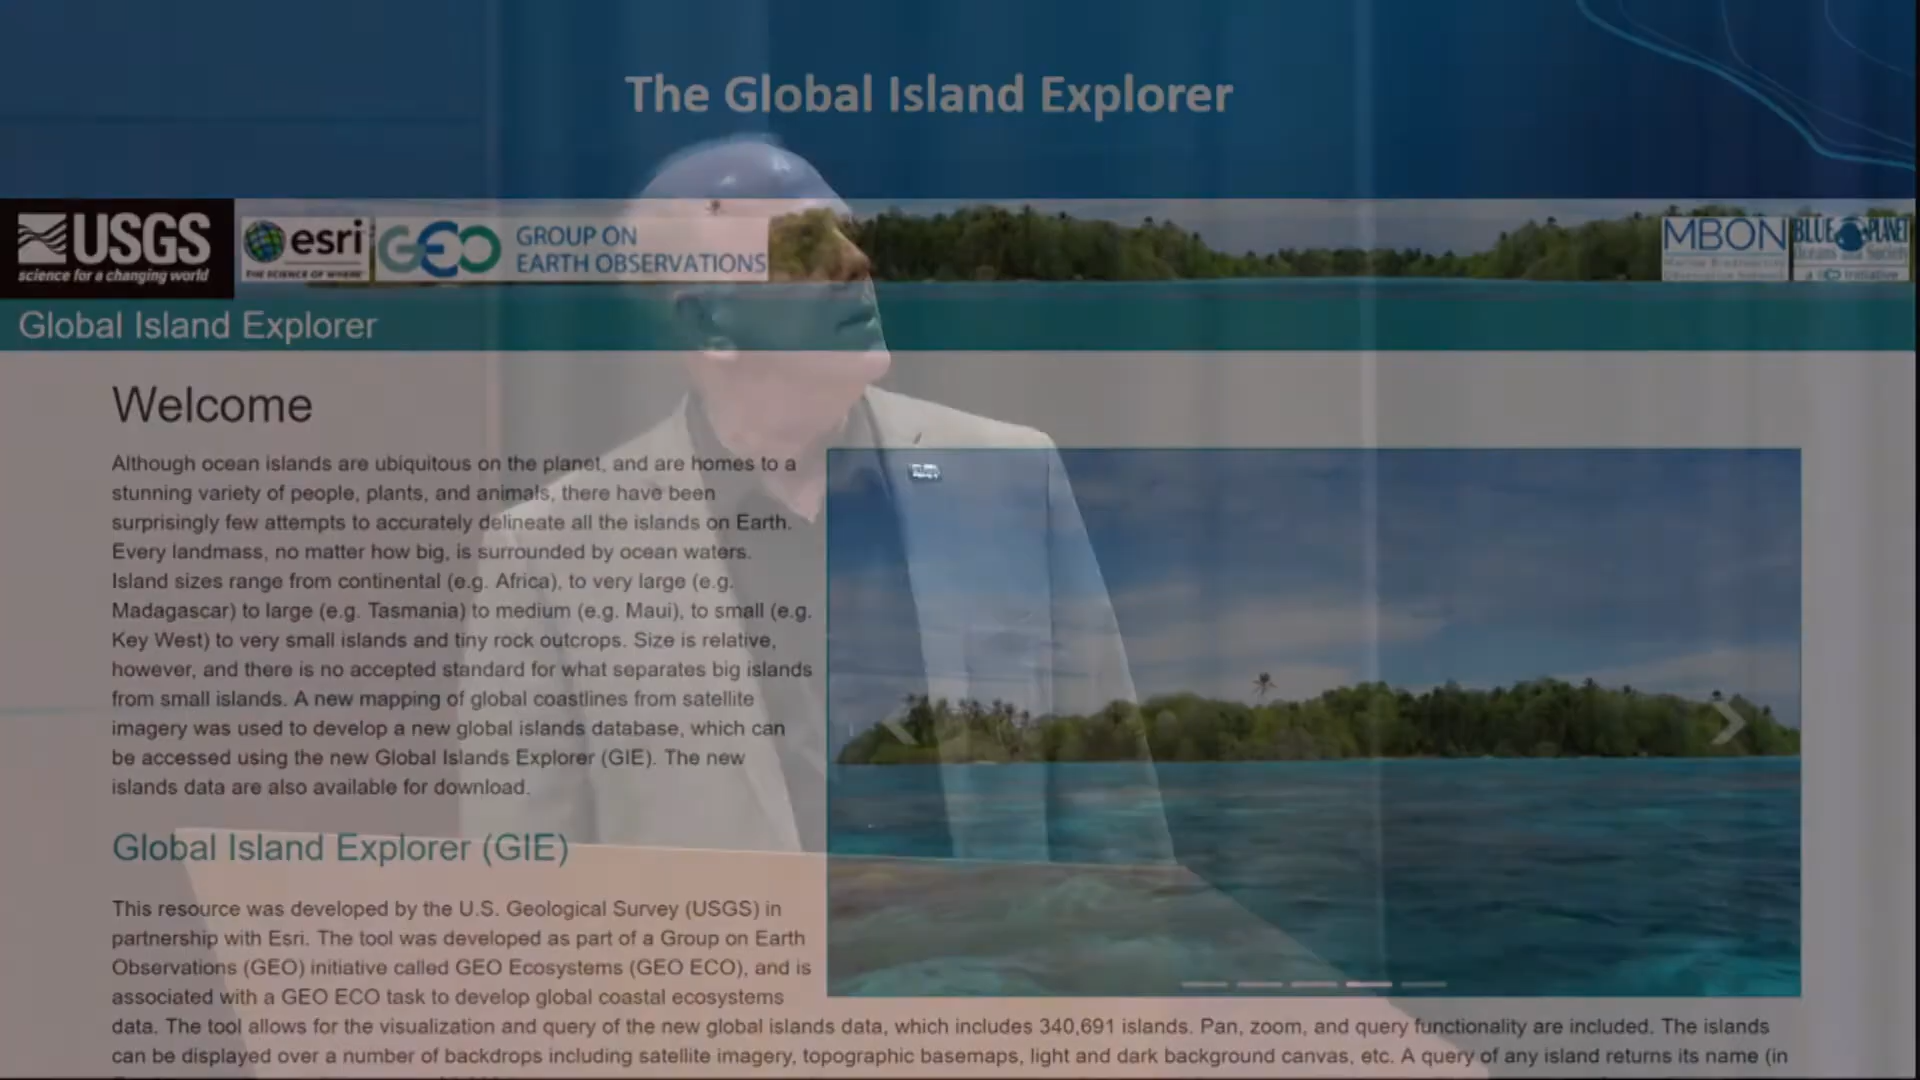 The Global Island Explorer
USGS
science for a changing world
esri
THE SCIENCE OF WHERE
GEO
GROUP ON
EARTH OBSERVATIONS
MBON
BLUE PLANET
Oceans and Society
a GEO Initiative
Global Island Explorer
Welcome
Although ocean islands are ubiquitous on the planet, and are homes to a
stunning variety of people, plants, and animals, there have been
surprisingly few attempts to accurately delineate all the islands on Earth.
Every landmass, no matter how big, is surrounded by ocean waters.
Island sizes range from continental (e.g. Africa), to very large (e.g.
Madagascar) to large (e.g. Tasmania) to medium (e.g. Maui), to small (e.g.
Key West) to very small islands and tiny rock outcrops. Size is relative,
however, and there is no accepted standard for what separates big islands
from small islands. A new mapping of global coastlines from satellite
imagery was used to develop a new global islands database, which can
be accessed using the new Global Islands Explorer (GIE). The new
islands data are also available for download.
Global Island Explorer (GIE)
This resource was developed by the U.S. Geological Survey (USGS) in
partnership with Esri. The tool was developed as part of a Group on Earth
Observations (GEO) initiative called GEO Ecosystems (GEO ECO), and is
associated with a GEO ECO task to develop global coastal ecosystems
data. The tool allows for the visualization and query of the new global islands data, which includes 340,691 islands. Pan, zoom, and query functionality are included. The islands
can be displayed over a number of backdrops including satellite imagery, topographic basemaps, light and dark background canvas, etc. A query of any island returns its name (in